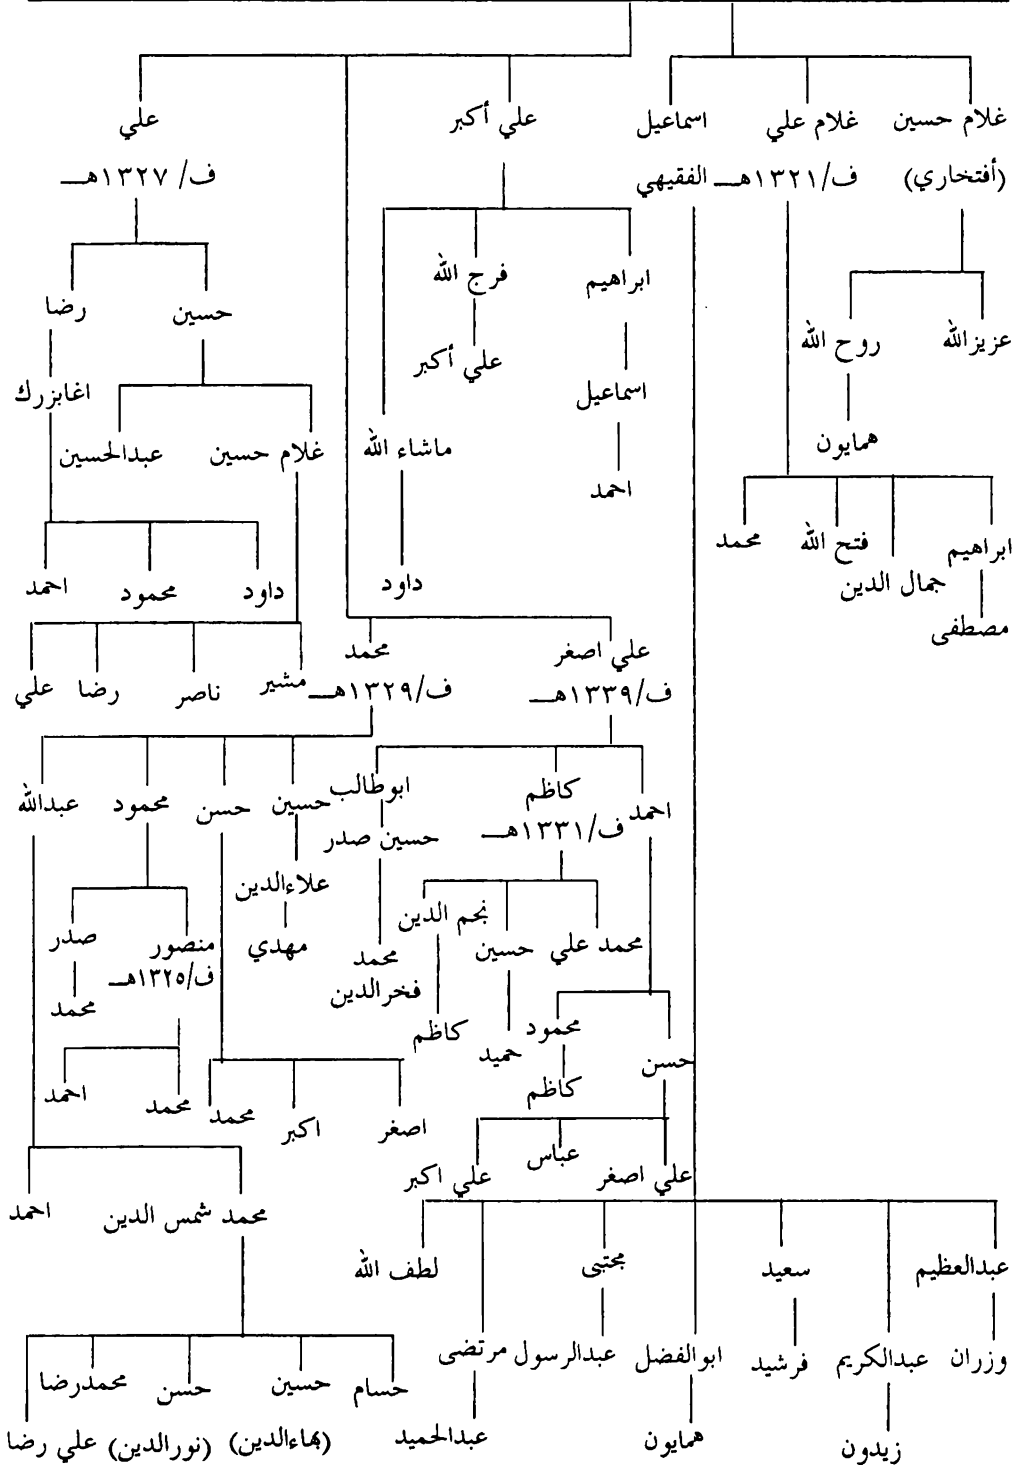 غلام حسين غلام علي اسماعيل علي أكبر علي
(أفتخاري) ف/١٣٢١هـ الفقيهي ف/ ١٣٢٧هـ
ابراهيم فرج الله حسين رضا
عزيزالله روح الله علي أكبر
اسماعيل اغابزرك
همايون ماشاء الله غلام حسين عبدالحسين
احمد
ابراهيم جمال الدين فتح الله محمد
داود داود محمود احمد
مصطفى
علي اصغر محمد
ف/١٣٣٩هـ ف/١٣٢٩هـ مشير ناصر رضا علي
احمد كاظم ابوطالب حسين حسن محمود عبدالله
ف/١٣٣١هـ حسين صدر
علاءالدين
محمد علي حسين نجم الدين محمد مهدي منصور صدر
فخرالدين ف/١٣٢٥هـ
محمد
حسن محمود حميد كاظم
كاظم محمد احمد
اصغر اكبر محمد
علي اصغر عباس علي اكبر
محمد شمس الدين احمد
عبدالعظيم سعيد مجتبى لطف الله
وزران عبدالكريم فرشيد ابوالفضل عبدالرسول مرتضى
حسام حسين حسن محمدرضا
زيدون همايون عبدالحميد (بهاءالدين) (نورالدين) علي رضا